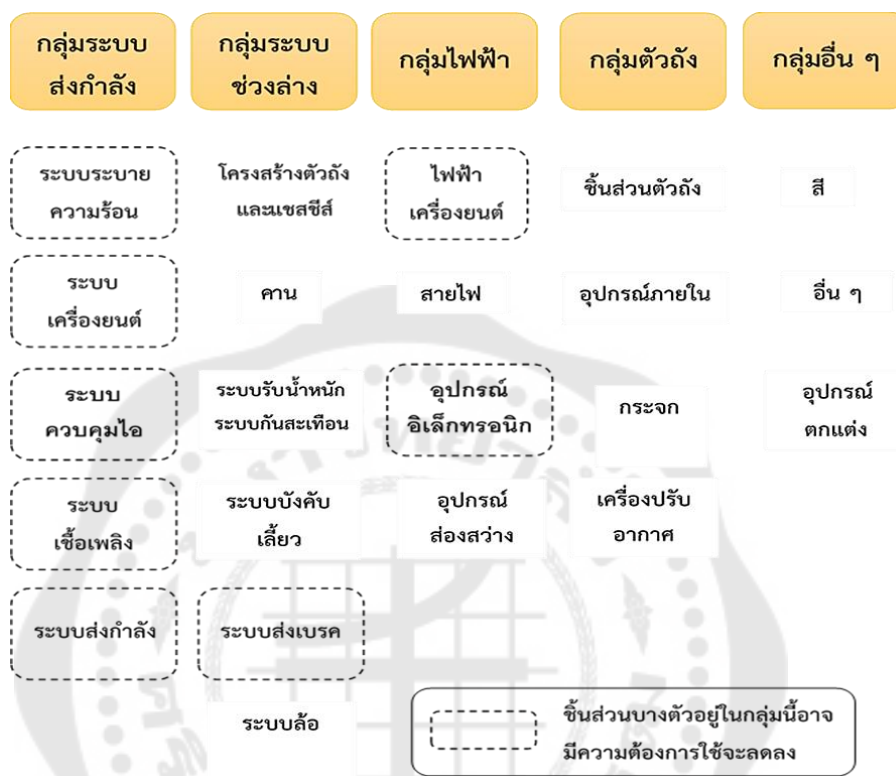 กลุ่มระบบ
ส่งกำลัง
กลุ่มระบบ
ช่วงล่าง
กลุ่มไฟฟ้า
กลุ่มตัวถัง
กลุ่มอื่น ๆ
ระบบระบาย
ความร้อน
โครงสร้างตัวถัง
และแชสซีส์
ไฟฟ้า
เครื่องยนต์
ชิ้นส่วนตัวถัง
สี
ระบบ
เครื่องยนต์
คาน
สายไฟ
อุปกรณ์ภายใน
อื่น ๆ
ระบบ
ควบคุมไอ
ระบบรับน้ำหนัก
ระบบกันสะเทือน
อุปกรณ์
อิเล็กทรอนิก
กระจก
อุปกรณ์
ตกแต่ง
ระบบ
เชื้อเพลิง
ระบบบังคับ
เลี้ยว
อุปกรณ์
ส่องสว่าง
เครื่องปรับ
อากาศ
ระบบส่งกำลัง
ระบบส่งเบรค
ระบบล้อ
ชิ้นส่วนบางตัวอยู่ในกลุ่มนี้อาจ
มีความต้องการใช้จะลดลง